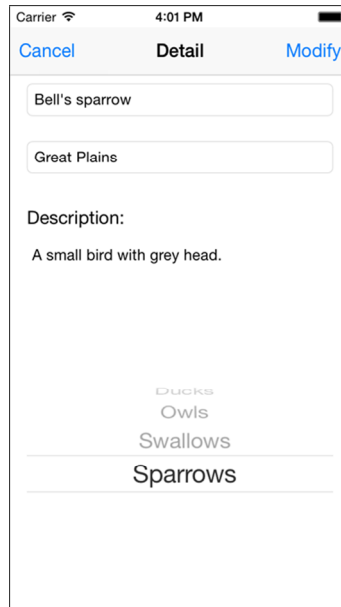 Carrier 4:01 PM
Cancel Detail Modify
Bell's sparrow
Great Plains
Description:
A small bird with grey head.
Ducks
Owls
Swallows
Sparrows